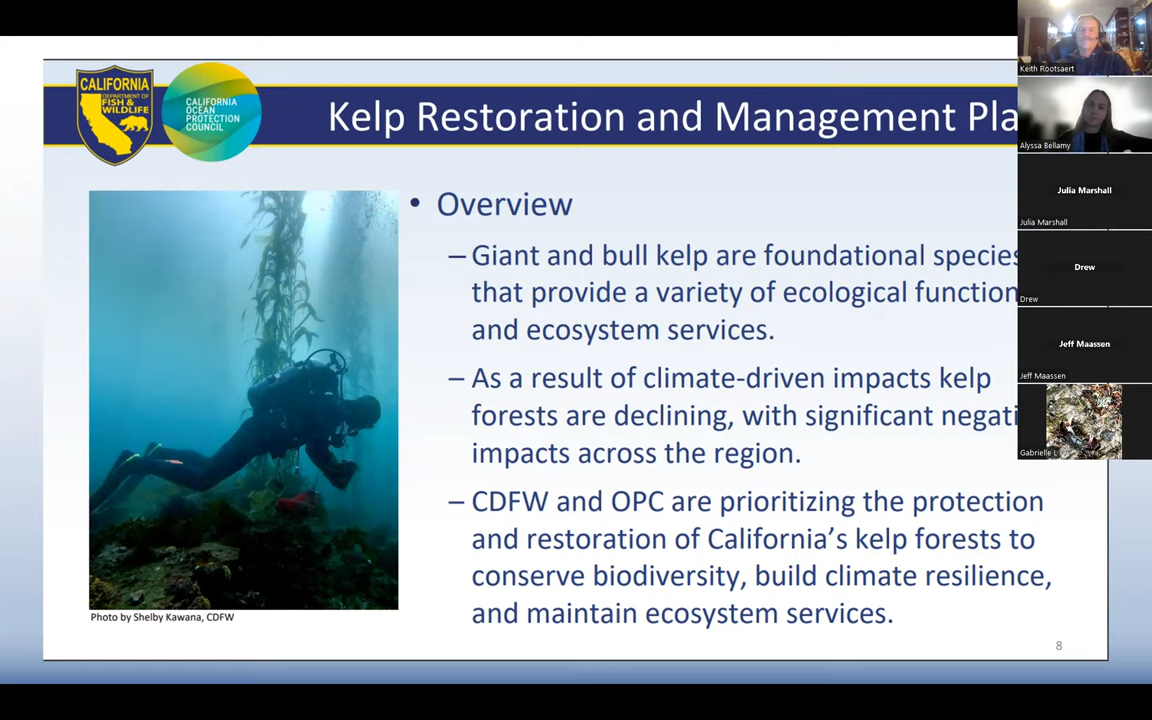 CALIFORNIA
DEPARTMENT OF
FISH &
WILDLIFE
CALIFORNIA
OCEAN
PROTECTION
COUNCIL
Kelp Restoration and Management Pla
• Overview
– Giant and bull kelp are foundational species
that provide a variety of ecological function
and ecosystem services.
– As a result of climate-driven impacts kelp
forests are declining, with significant negati
impacts across the region.
– CDFW and OPC are prioritizing the protection
and restoration of California’s kelp forests to
conserve biodiversity, build climate resilience,
and maintain ecosystem services.
Photo by Shelby Kawana, CDFW
8
Keith Rootsaert
Alyssa Bellamy
Julia Marshall
Julia Marshall
Drew
Drew
Jeff Maassen
Jeff Maassen
Gabrielle L